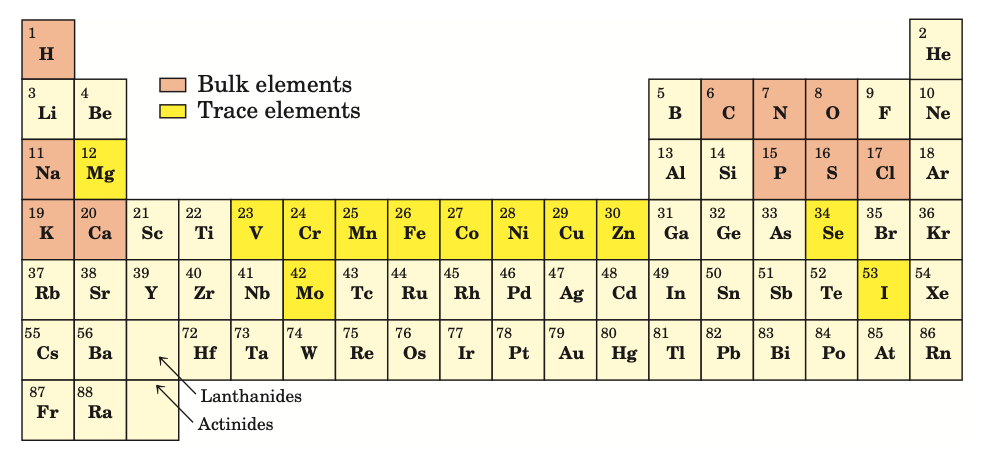 1 2
H He
Bulk elements
3 4 5 6 7 8 9 10
Trace elements
Li Be B C N O F Ne
11 12 13 14 15 16 17 18
Na Mg Al Si P S Cl Ar
19 20 21 22 23 24 25 26 27 28 29 30 31 32 33 34 35 36
K Ca Sc Ti V Cr Mn Fe Co Ni Cu Zn Ga Ge As Se Br Kr
37 38 39 40 41 42 43 44 45 46 47 48 49 50 51 52 53 54
Rb Sr Y Zr Nb Mo Tc Ru Rh Pd Ag Cd In Sn Sb Te I Xe
55 56 72 73 74 75 76 77 78 79 80 81 82 83 84 85 86
Cs Ba Hf Ta W Re Os Ir Pt Au Hg Tl Pb Bi Po At Rn
87 88
Lanthanides
Fr Ra
Actinides